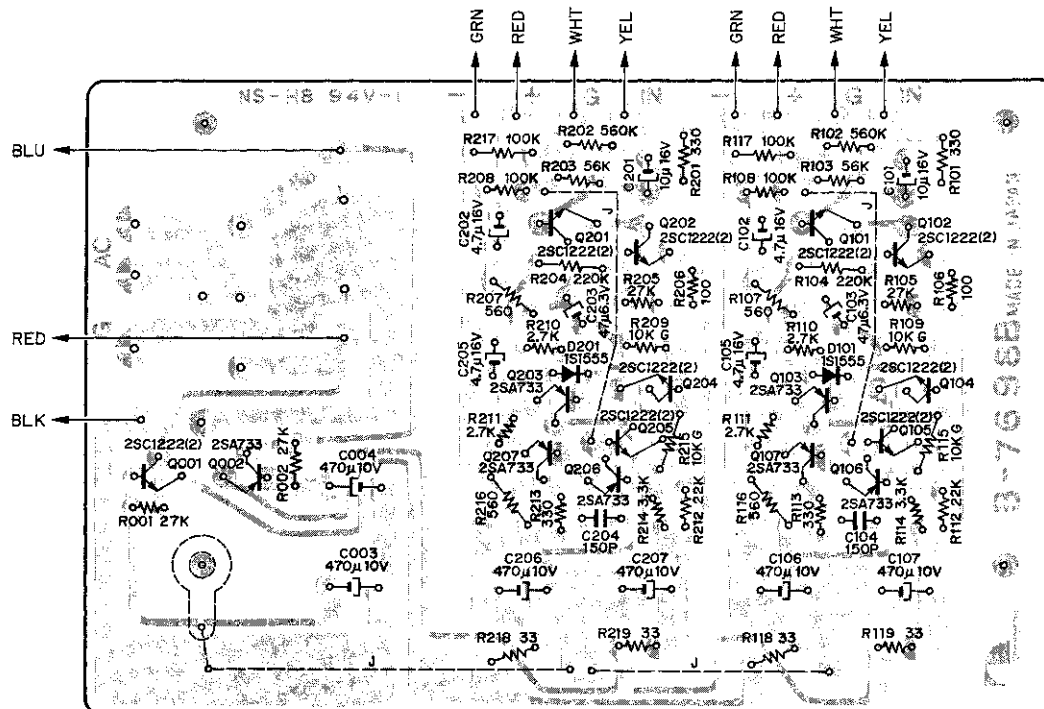 GRN RED WHT YEL GRN RED WHT YEL
NS-H8 94V-
G IN
G IN
BLU
RED
BLK
AC
R217 100K
R202 560K
R208 100K
R203 56K
C201 10μ16V
R201 330
C202 4.7μ16V
Q201
2SC1222(2)
Q202
2SC1222(2)
J
R204 220K
R205 27K
R206 100
R207 560
C203 47μ6.3V
R210 2.7K
R209 10K G
C205 4.7μ16V
D201
1S1555
Q203
2SA733
2SC1222(2)
Q204
R211 2.7K
2SC1222(2)
Q205
R215 10KG
Q207
2SA733
Q206
2SA733
R216 560
R213 330
C204 150P
R214 3.3K
R212 22K
C206 470μ10V
C207 470μ10V
R218 33
R219 33
R117 100K
R102 560K
R108 100K
R103 56K
C101 10μ16V
R101 330
C102 4.7μ16V
Q101
2SC1222(2)
Q102
2SC1222(2)
J
R104 220K
R105 27K
R106 100
R107 560
C103 47μ6.3V
R110 2.7K
R109 10K G
C105 4.7μ16V
D101
1S1555
Q103
2SA733
2SC1222(2)
Q104
R111 2.7K
2SC1222(2)
Q105
R115 10KG
Q107
2SA733
Q106
2SA733
R116 560
R113 330
C104 150P
R114 3.3K
R112 22K
C106 470μ10V
C107 470μ10V
R118 33
R119 33
2SC1222(2)
Q001
2SA733
Q002
R002 27K
C004
470μ10V
R001 27K
C003
470μ10V
J
J